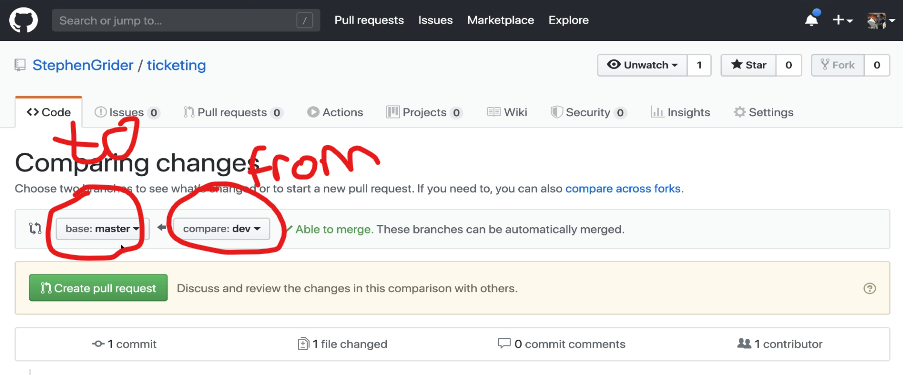 Search or jump to... / Pull requests Issues Marketplace Explore
StephenGrider / ticketing Unwatch 1 Star 0 Fork 0
<> Code Issues 0 Pull requests 0 Actions Projects 0 Wiki Security 0 Insights Settings
to
Comparing changes from
Choose two branches to see what's changed or to start a new pull request. If you need to, you can also compare across forks.
base: master compare: dev Able to merge. These branches can be automatically merged.
Create pull request Discuss and review the changes in this comparison with others.
1 commit 1 file changed 0 commit comments 1 contributor